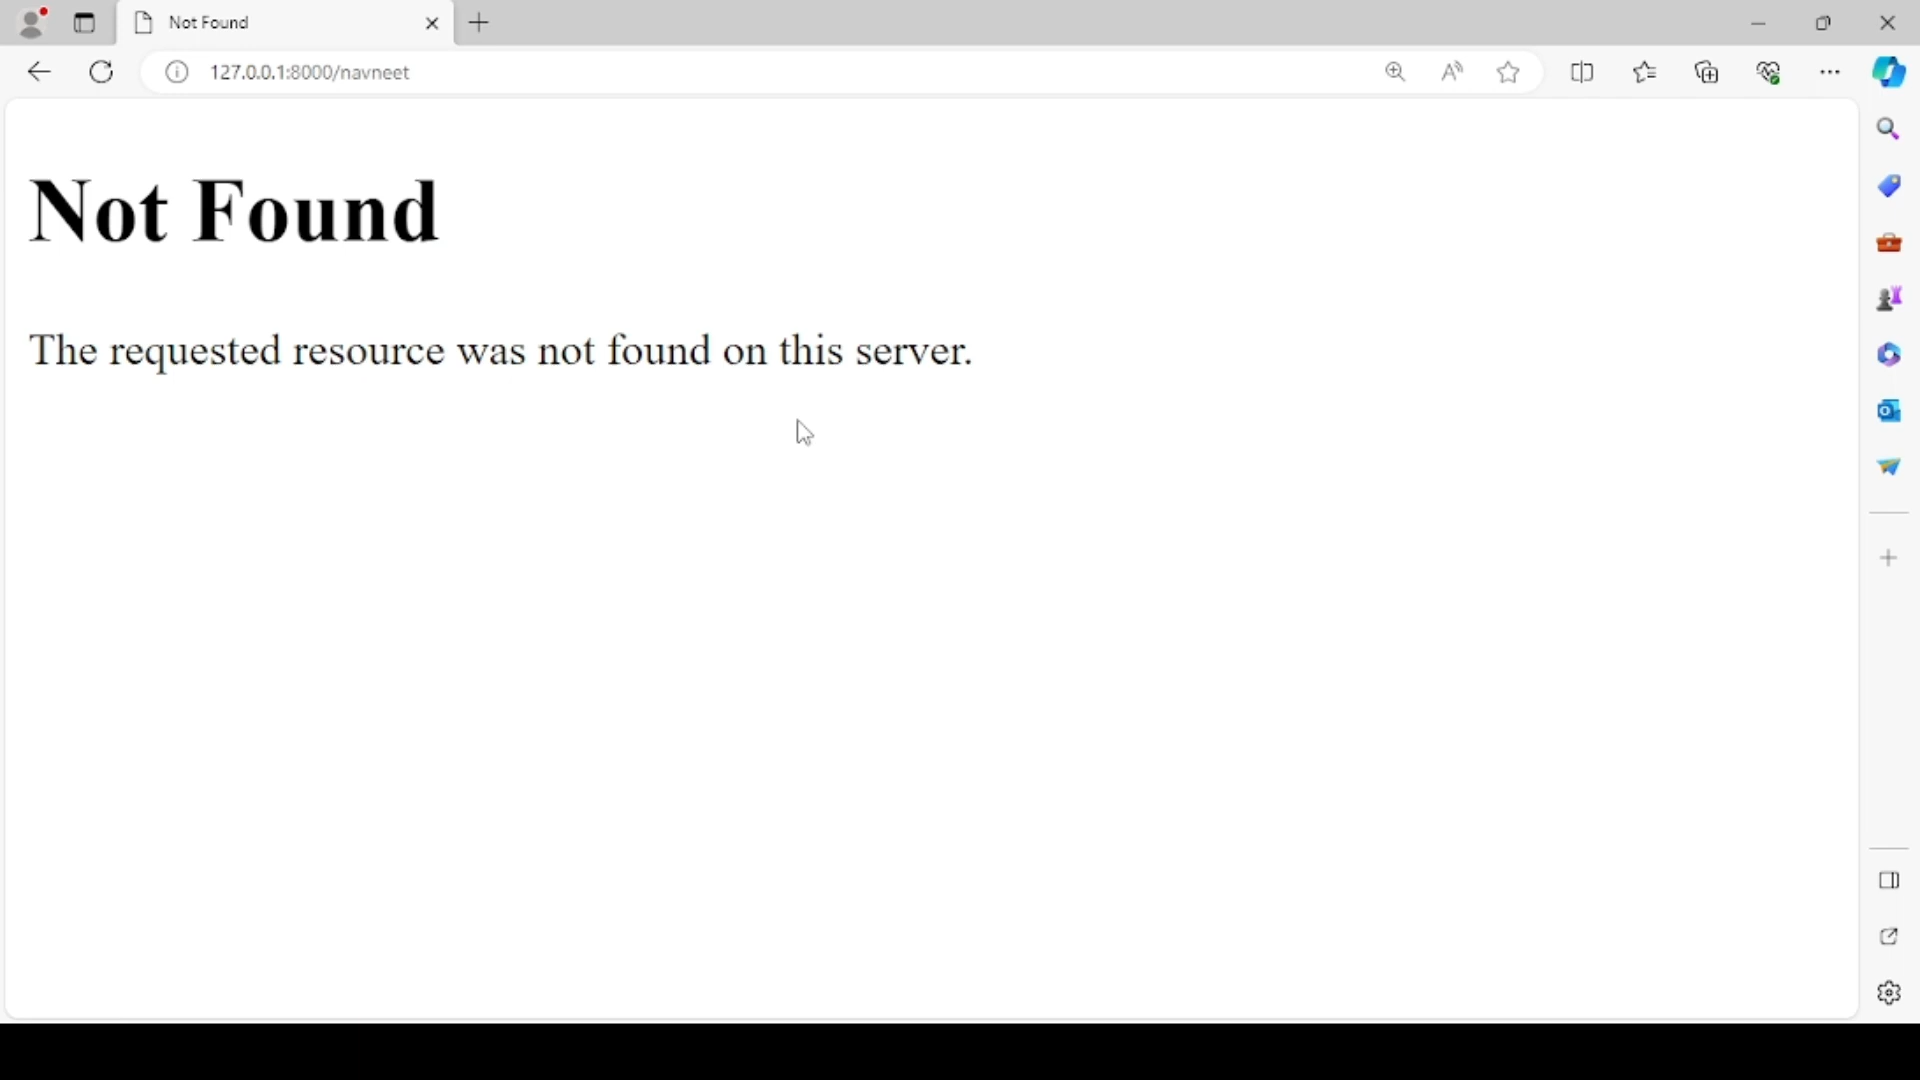 Not Found
127.0.0.1:8000/navneet
Not Found
The requested resource was not found on this server.